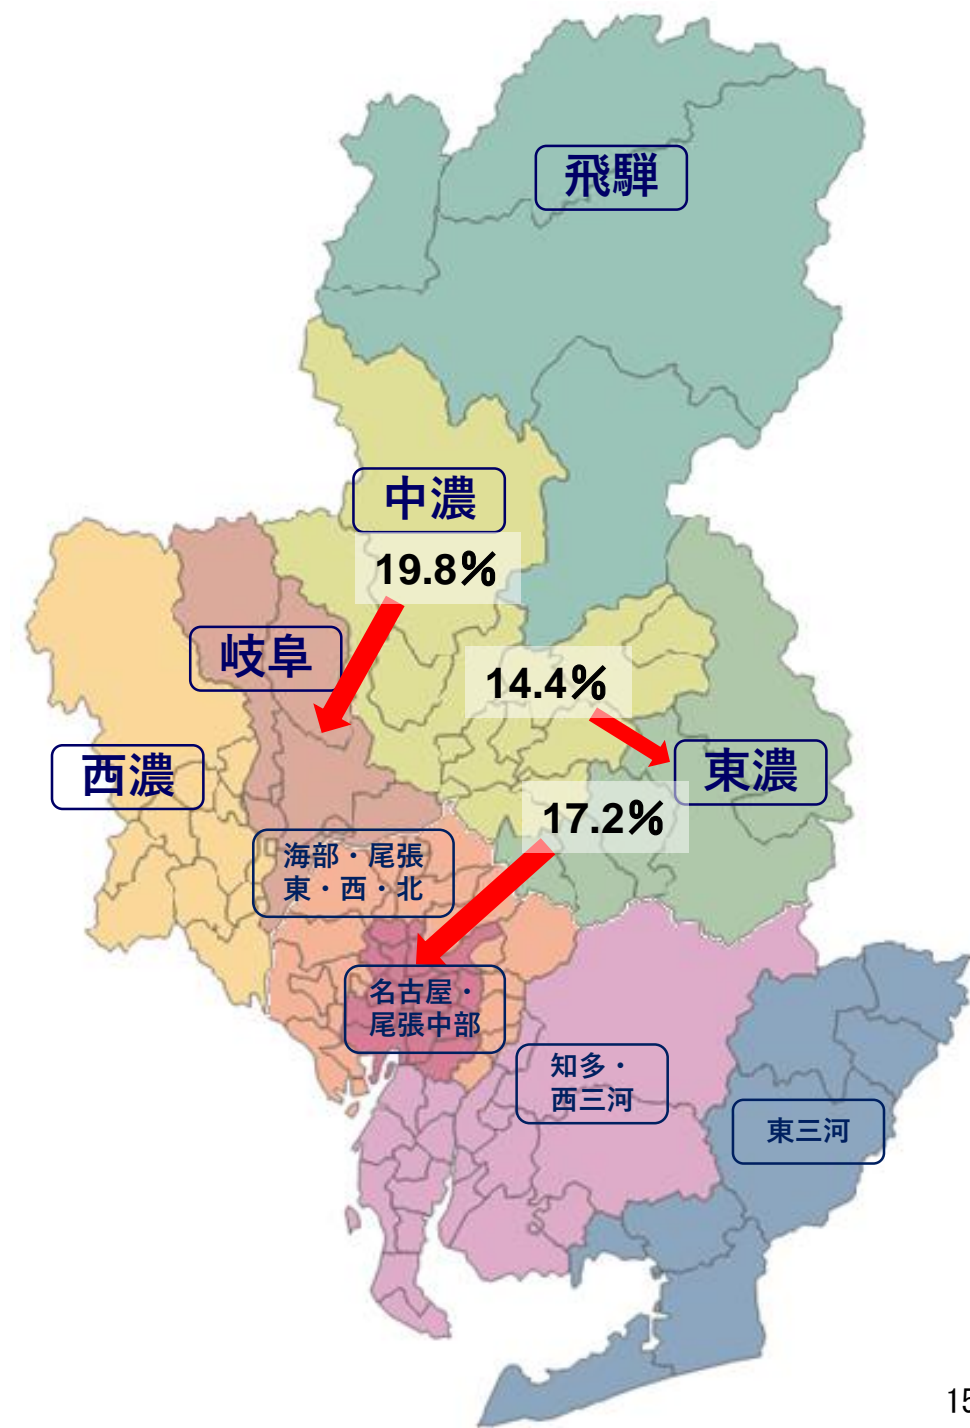 飛騨
中濃
19.8%
岐阜
14.4%
西濃
東濃
17.2%
海部・尾張
東・西・北
名古屋・
尾張中部
知多・
西三河
東三河
15